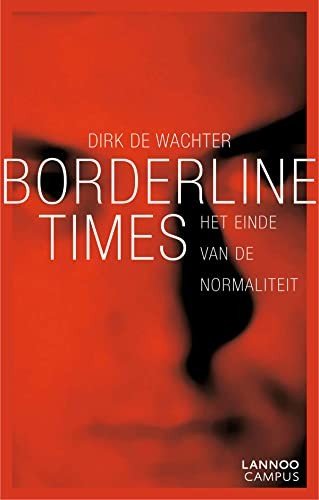 DIRK DE WACHTER
BORDERLINE
TIMES
HET EINDE
VAN DE
NORMALITEIT
LANNOO
CAMPUS